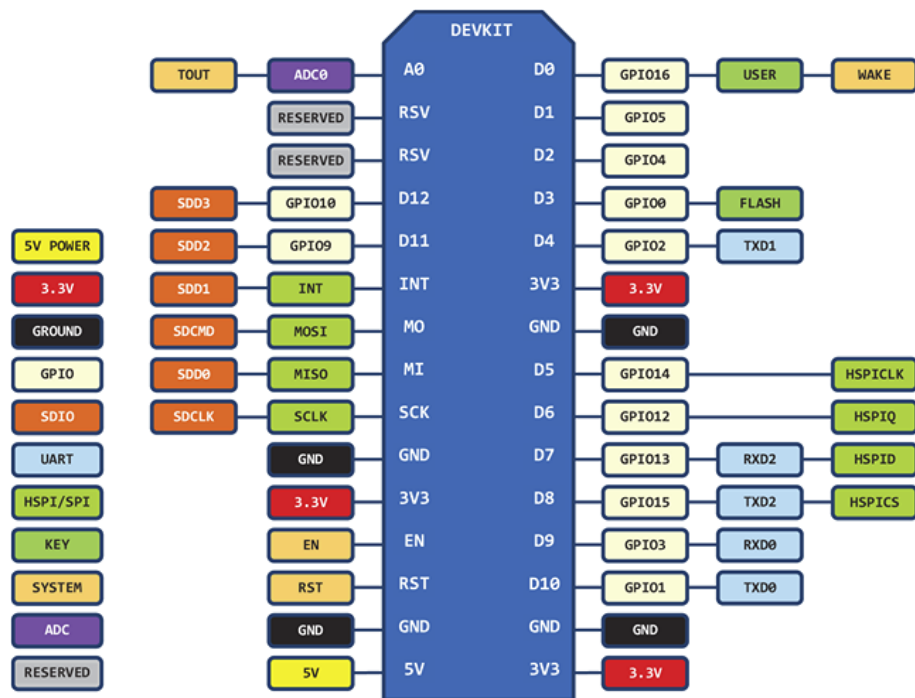 DEVKIT
TOUT ADC0 A0 D0 GPIO16 USER WAKE
RESERVED RSV D1 GPIO5
RESERVED RSV D2 GPIO4
SDD3 GPIO10 D12 D3 GPIO0 FLASH
5V POWER SDD2 GPIO9 D11 D4 GPIO2 TXD1
3.3V SDD1 INT INT 3V3 3.3V
GROUND SDCMD MOSI MO GND GND
GPIO SDD0 MISO MI D5 GPIO14 HSPICLK
SDIO SDCLK SCLK SCK D6 GPIO12 HSPIQ
UART GND GND D7 GPIO13 RXD2 HSPID
HSPI/SPI 3.3V 3V3 D8 GPIO15 TXD2 HSPICS
KEY EN EN D9 GPIO3 RXD0
SYSTEM RST RST D10 GPIO1 TXD0
ADC GND GND GND GND
RESERVED 5V 5V 3V3 3.3V